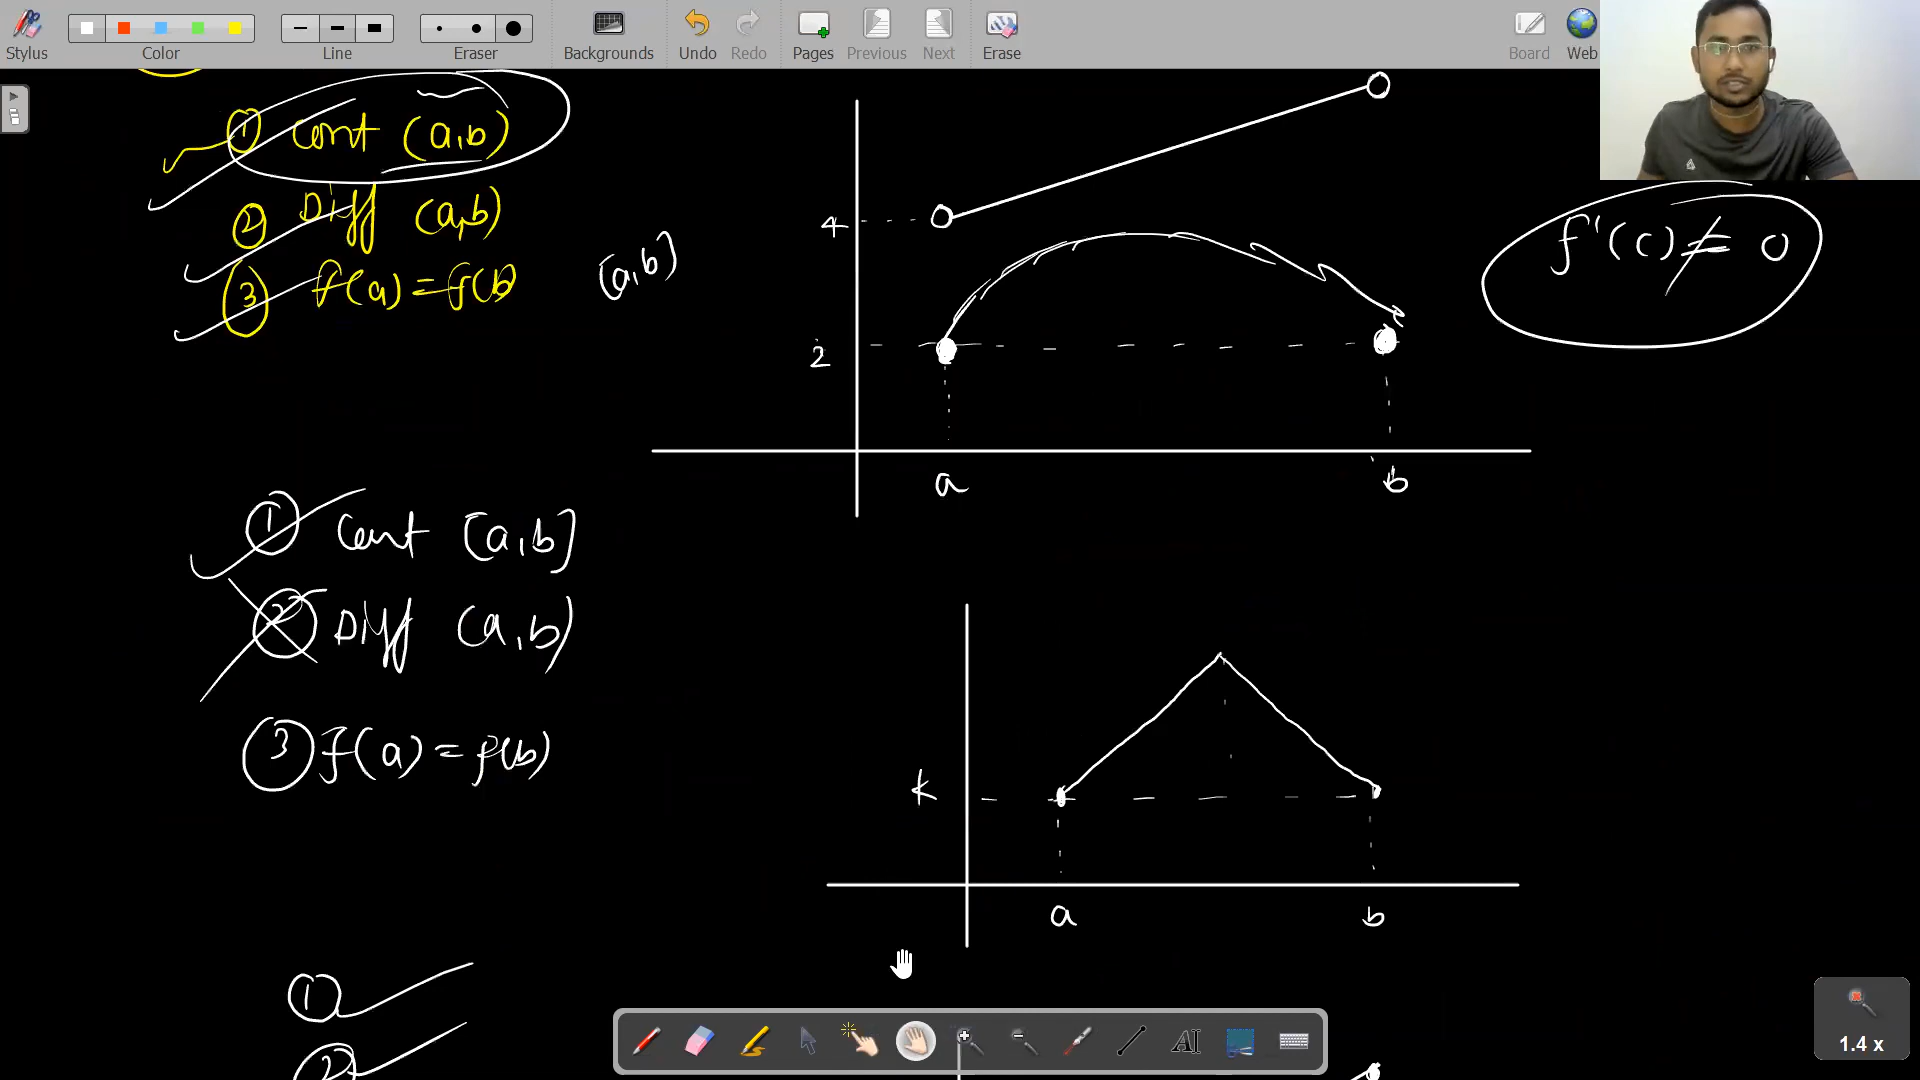 Stylus Color Line Eraser Backgrounds Undo Redo Pages Previous Next Erase Board Web
① Cont (a,b)
② Diff (a,b)
③ f(a) = f(b)
[a,b]
4
2
a b
f'(c) ≠ 0
① Cont [a,b]
② Diff (a,b)
③ f(a) = f(b)
k
a b
①
②
AI
1.4 x